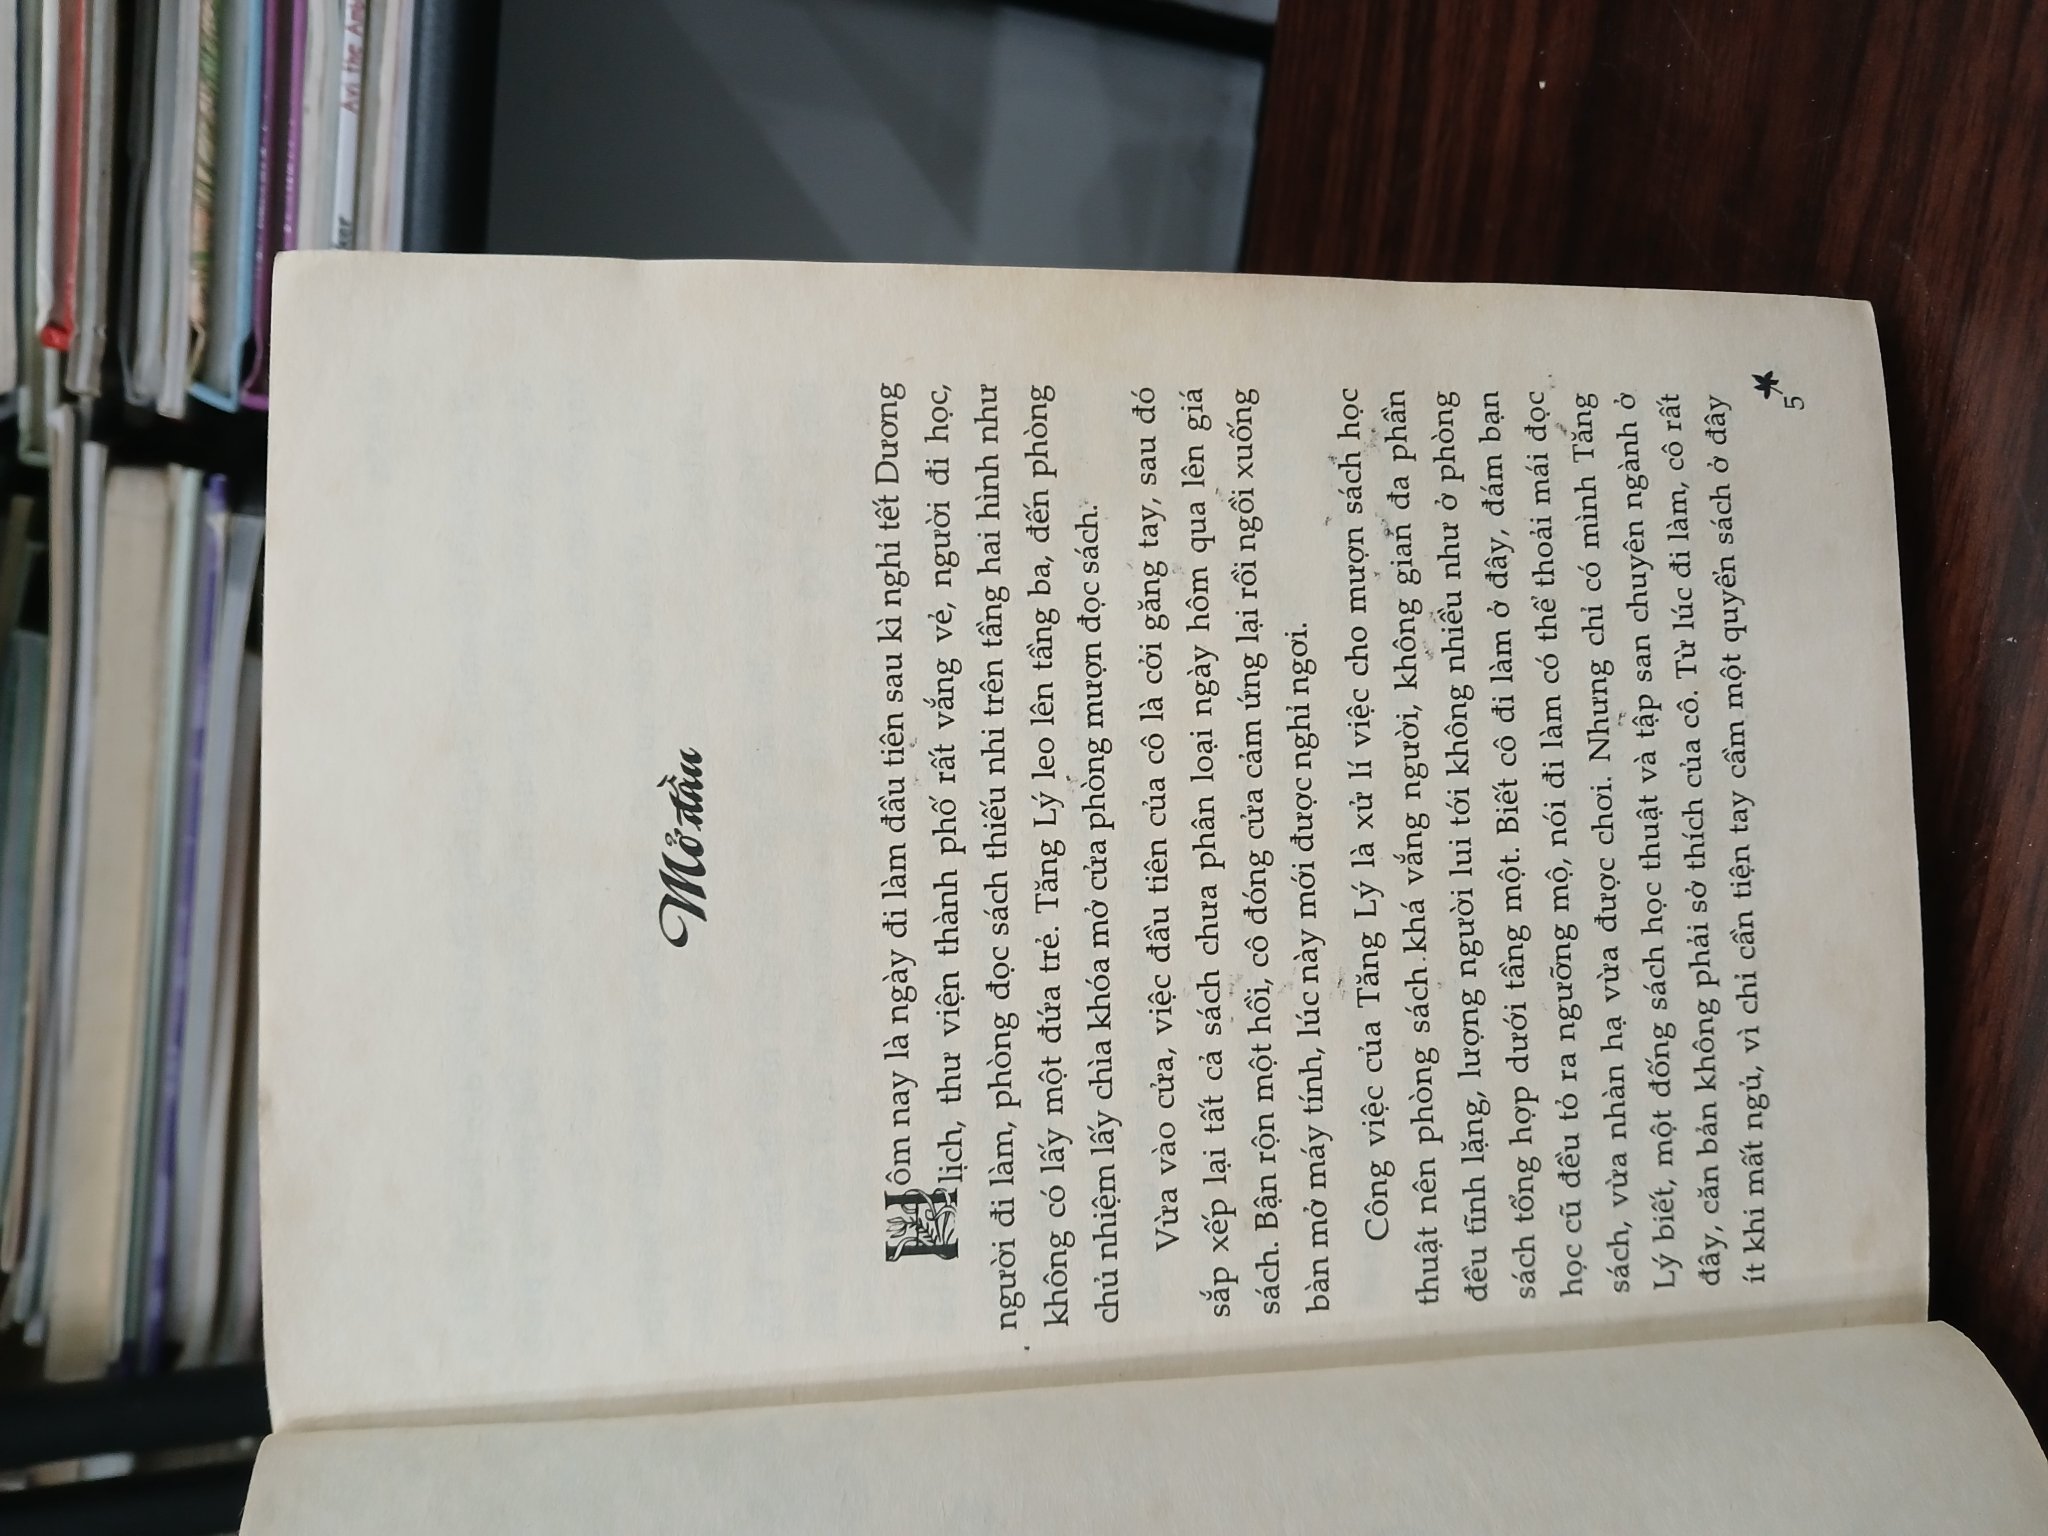 Mở đầu
Hôm nay là ngày đi làm đầu tiên sau kì nghỉ tết Dương
lịch, thư viện thành phố rất vắng vẻ, người đi học,
người đi làm, phòng đọc sách thiếu nhi trên tầng hai hình như
không có lấy một đứa trẻ. Tăng Lý leo lên tầng ba, đến phòng
chủ nhiệm lấy chìa khóa mở cửa phòng mượn đọc sách.
Vừa vào cửa, việc đầu tiên của cô là cởi găng tay, sau đó
sắp xếp lại tất cả sách chưa phân loại ngày hôm qua lên giá
sách. Bận rộn một hồi, cô đóng cửa cảm ứng lại rồi ngồi xuống
bàn mở máy tính, lúc này mới được nghỉ ngơi.
Công việc của Tăng Lý là xử lí việc cho mượn sách học
thuật nên phòng sách khá vắng người, không gian đa phần
đều tĩnh lặng, lượng người lui tới không nhiều như ở phòng
sách tổng hợp dưới tầng một. Biết cô đi làm ở đây, đám bạn
học cũ đều tỏ ra ngưỡng mộ, nói đi làm có thể thoải mái đọc
sách, vừa nhàn hạ vừa được chơi. Nhưng chỉ có mình Tăng
Lý biết, một đống sách học thuật và tập san chuyên ngành ở
đây, căn bản không phải sở thích của cô. Từ lúc đi làm, cô rất
ít khi mất ngủ, vì chỉ cần tiện tay cầm một quyển sách ở đây
5